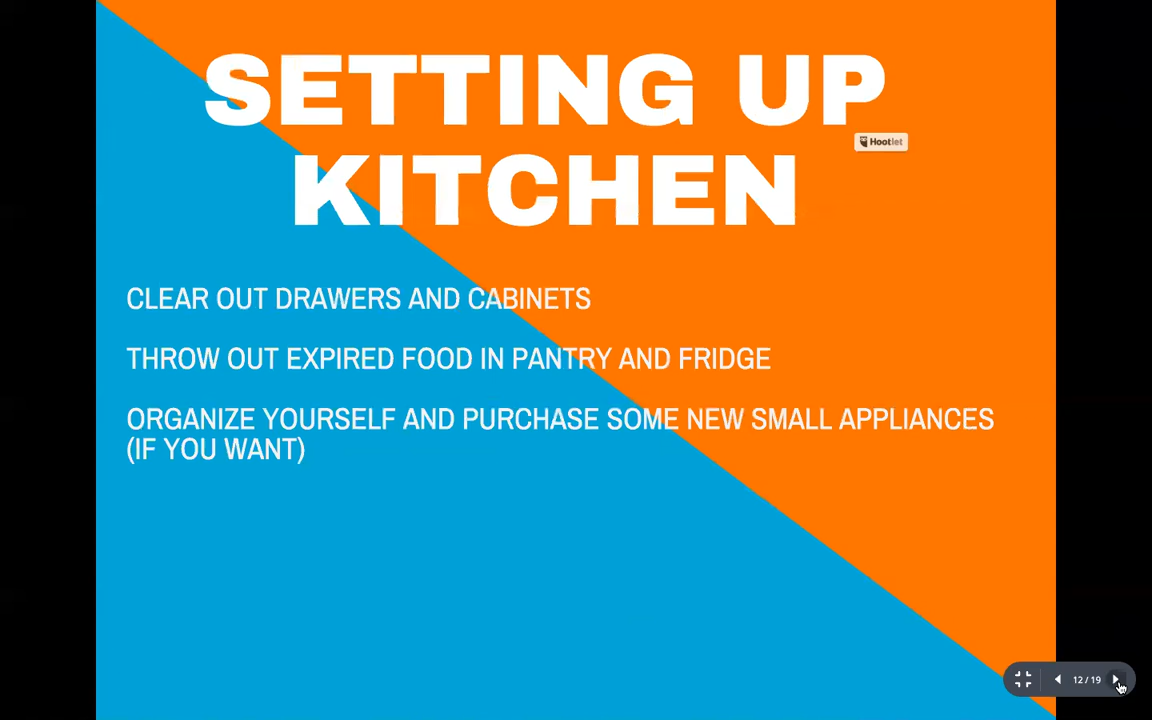 SETTING UP
Hootlet
KITCHEN
CLEAR OUT DRAWERS AND CABINETS
THROW OUT EXPIRED FOOD IN PANTRY AND FRIDGE
ORGANIZE YOURSELF AND PURCHASE SOME NEW SMALL APPLIANCES
(IF YOU WANT)
12 / 19